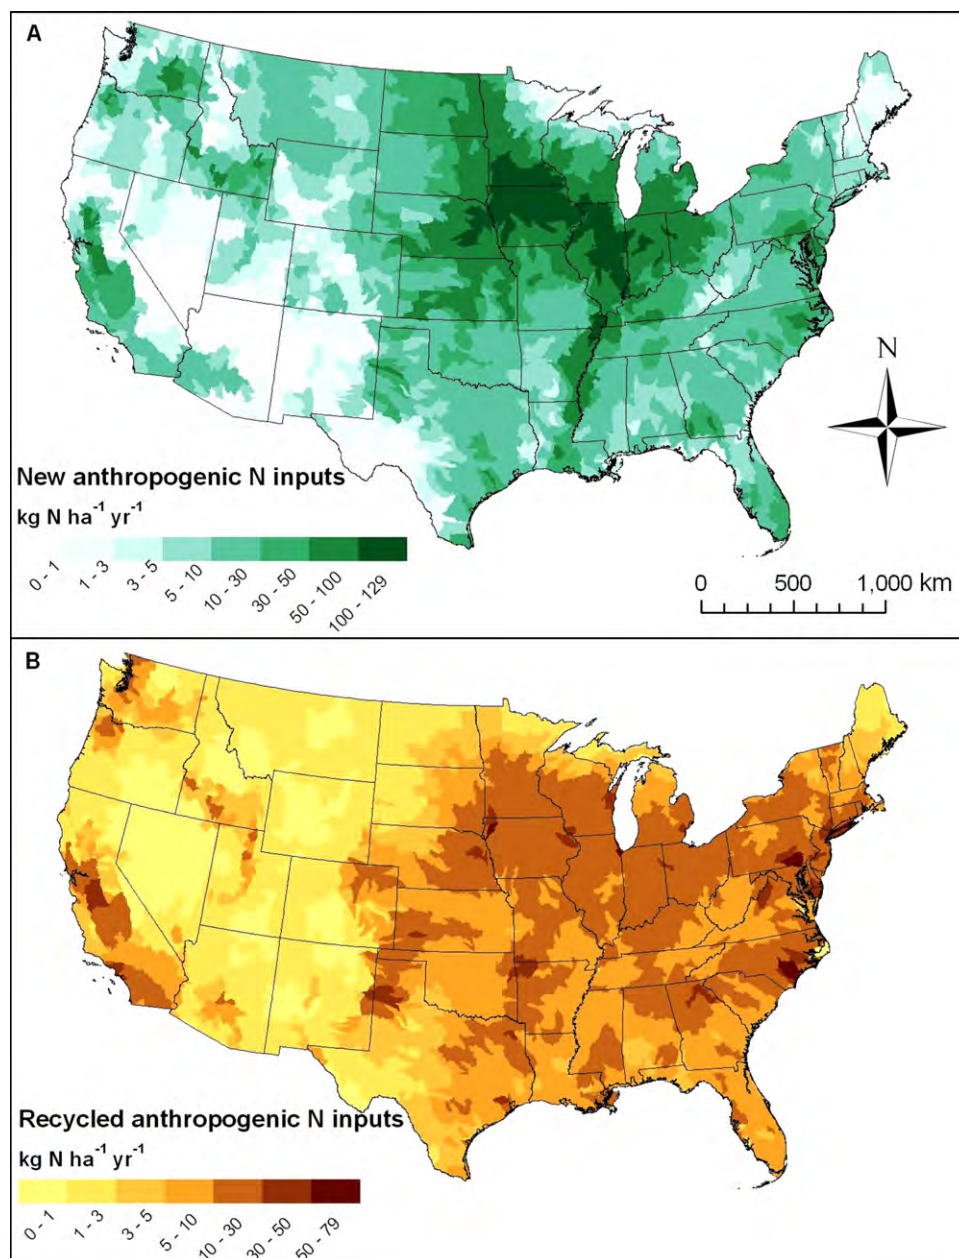 A
N
New anthropogenic N inputs
kg N ha⁻¹ yr⁻¹
0 - 1
1 - 3
3 - 5
5 - 10
10 - 30
30 - 50
50 - 100
100 - 129
0 500 1,000 km
B
Recycled anthropogenic N inputs
kg N ha⁻¹ yr⁻¹
0 - 1
1 - 3
3 - 5
5 - 10
10 - 30
30 - 50
50 - 79